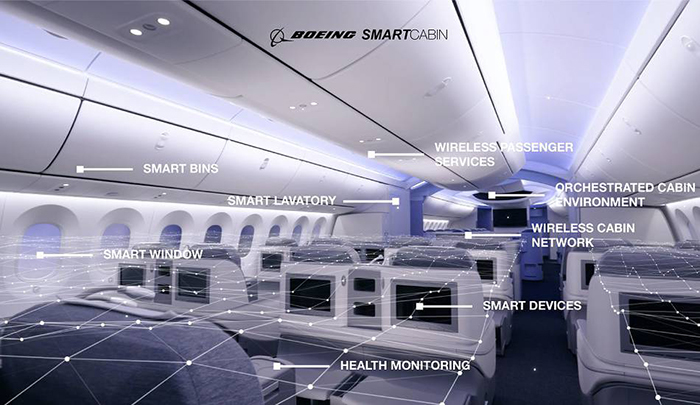 BOEING SMARTCABIN
WIRELESS PASSENGER
SERVICES
SMART BINS
ORCHESTRATED CABIN
ENVIRONMENT
SMART LAVATORY
WIRELESS CABIN
NETWORK
SMART WINDOW
SMART DEVICES
HEALTH MONITORING